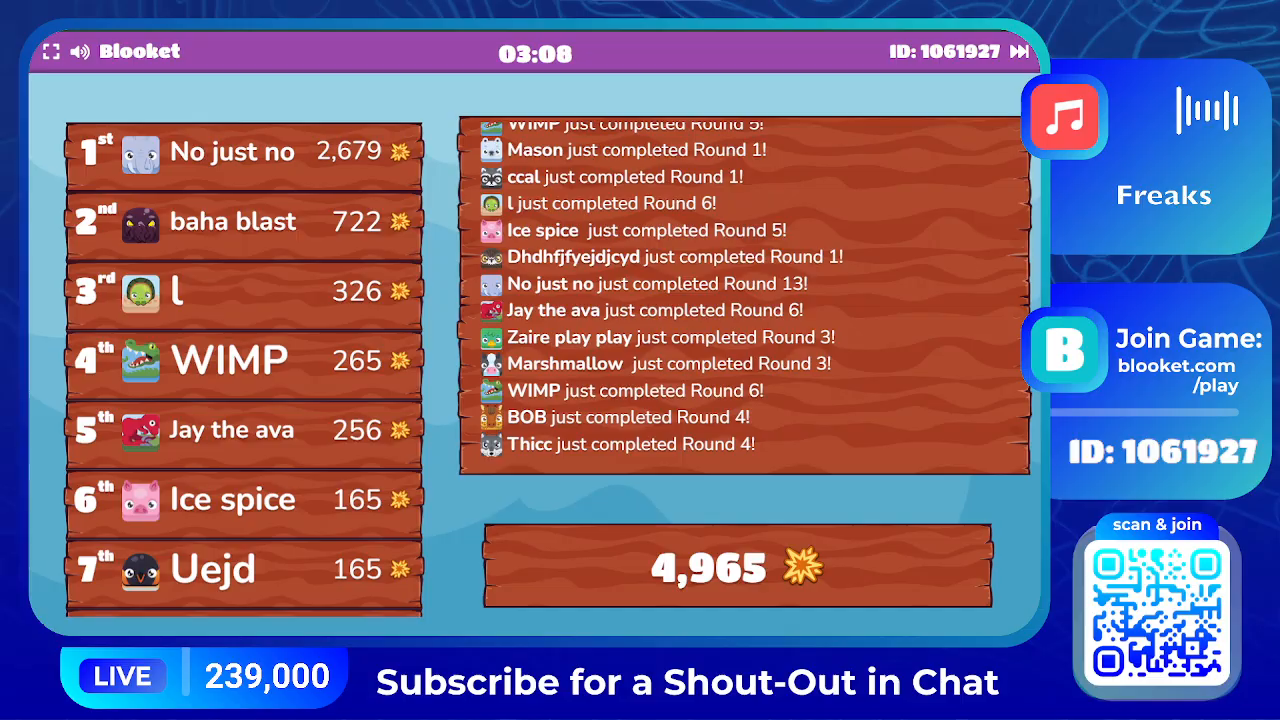 Blooket
03:08
ID: 1061927
1st No just no 2,679
2nd baha blast 722
3rd l 326
4th WIMP 265
5th Jay the ava 256
6th Ice spice 165
7th Uejd 165
WIMP just completed Round 5!
Mason just completed Round 1!
ccal just completed Round 1!
l just completed Round 6!
Ice spice just completed Round 5!
Dhdhfjfyejdjcyd just completed Round 1!
No just no just completed Round 13!
Jay the ava just completed Round 6!
Zaire play play just completed Round 3!
Marshmallow just completed Round 3!
WIMP just completed Round 6!
BOB just completed Round 4!
Thicc just completed Round 4!
4,965
Freaks
B
Join Game:
blooket.com
/play
ID: 1061927
scan & join
LIVE 239,000
Subscribe for a Shout-Out in Chat